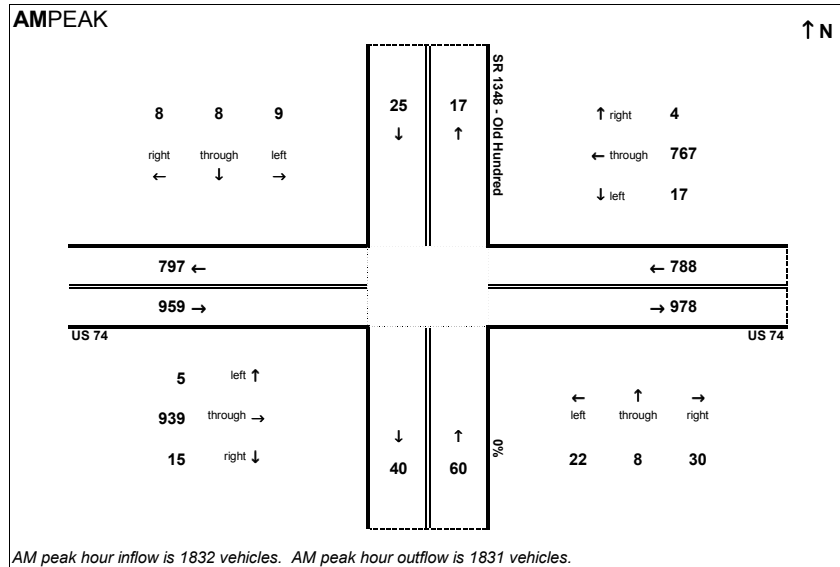 AMPEAK
↑ N
SR 1348 - Old Hundred
8 8 9
right through left
← ↓ →
25 17
↓ ↑
↑ right 4
← through 767
↓ left 17
797 ←
959 →
← 788
→ 978
US 74
US 74
5 left ↑
939 through →
15 right ↓
↓ ↑
40 60
0%
← ↑ →
left through right
22 8 30
AM peak hour inflow is 1832 vehicles. AM peak hour outflow is 1831 vehicles.